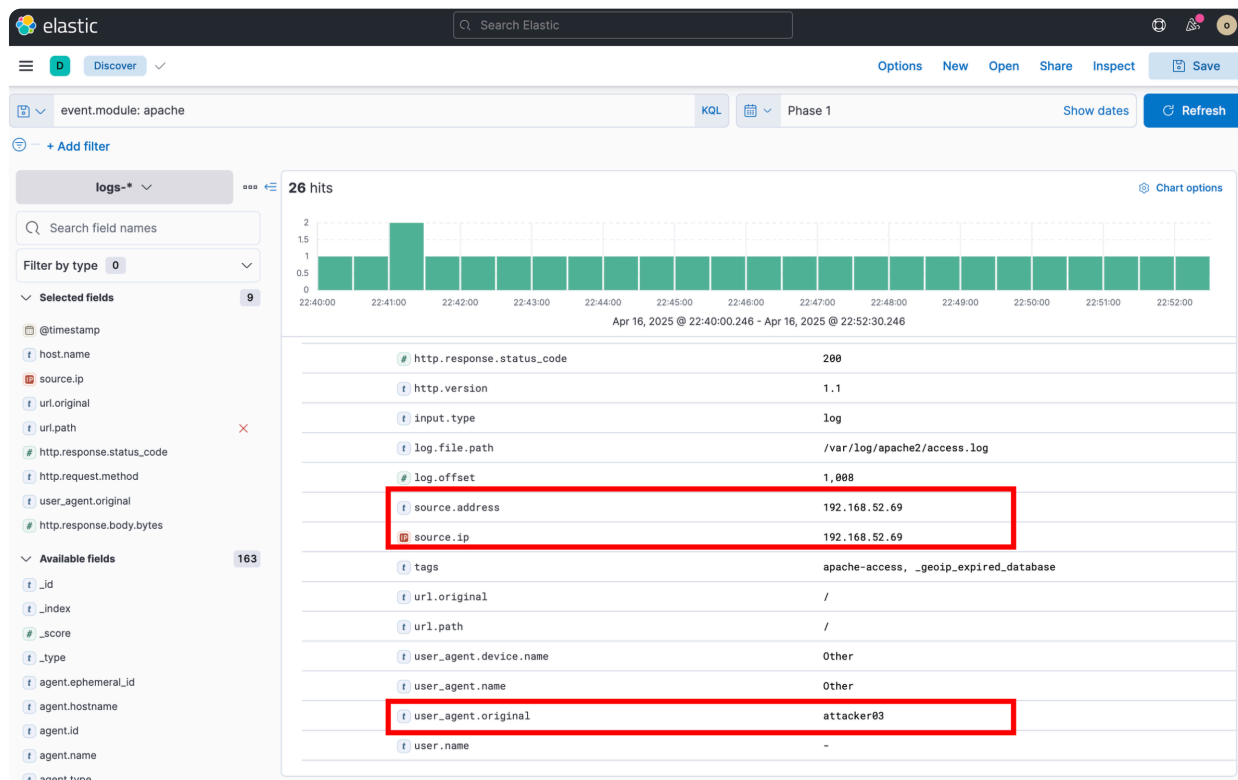 elastic
Search Elastic
o
D Discover
Options New Open Share Inspect Save
event.module: apache KQL Phase 1 Show dates Refresh
+ Add filter
logs-*
26 hits
Chart options
Search field names
Filter by type 0
Selected fields 9
@timestamp
t host.name
IP source.ip
t url.original
t url.path
# http.response.status_code
t http.request.method
t user_agent.original
# http.response.body.bytes
Available fields 163
t _id
t _index
# _score
t _type
t agent.ephemeral_id
t agent.hostname
t agent.id
t agent.name
t agent.type
2
1.5
1
0.5
0
22:40:00 22:41:00 22:42:00 22:43:00 22:44:00 22:45:00 22:46:00 22:47:00 22:48:00 22:49:00 22:50:00 22:51:00 22:52:00
Apr 16, 2025 @ 22:40:00.246 - Apr 16, 2025 @ 22:52:30.246
# http.response.status_code 200
t http.version 1.1
t input.type log
t log.file.path /var/log/apache2/access.log
# log.offset 1,008
t source.address 192.168.52.69
IP source.ip 192.168.52.69
t tags apache-access, _geoip_expired_database
t url.original /
t url.path /
t user_agent.device.name Other
t user_agent.name Other
t user_agent.original attacker03
t user.name -